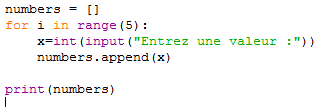 numbers = []
for i in range(5):
    x=int(input("Entrez une valeur :"))
    numbers.append(x)
print(numbers)